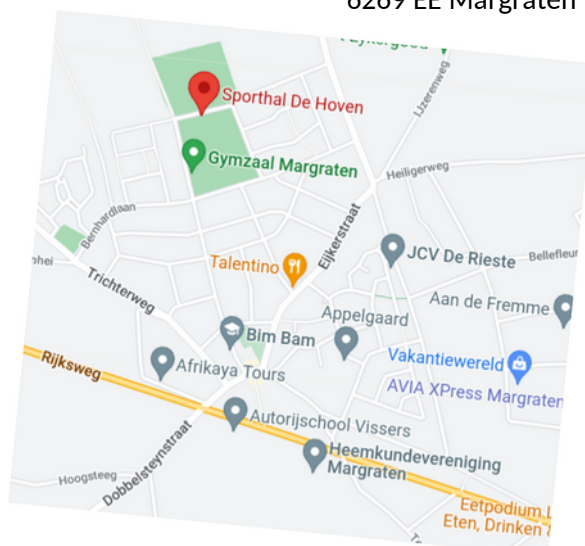 6269 EE Margraten
IJzerenweg
Sporthal De Hoven
Gymzaal Margraten
Heiligerweg
Bernhardlaan
Eijkerstraat
JCV De Rieste
Talentino
Trichterweg
Aan de Fremme
Appelgaard
Bim Bam
Vakantiewereld
Rijksweg
Afrikaya Tours
AVIA XPress Margraten
Autorijschool Vissers
Heemkundevereniging
Margraten
Hoogsteeg
Dobbelsteynstraat
Eetpodium
Eten, Drinken